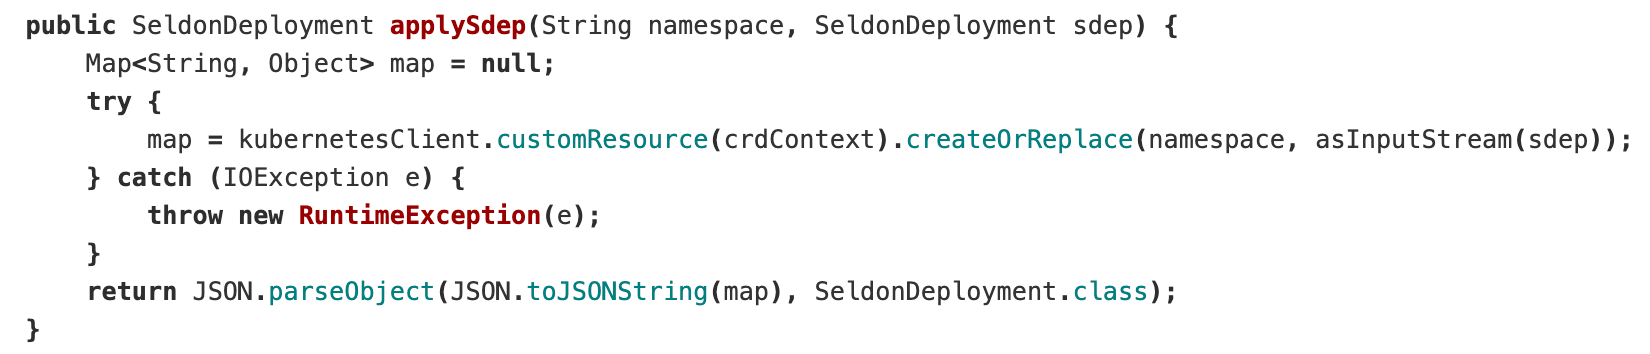 public SeldonDeployment applySdep(String namespace, SeldonDeployment sdep) {
    Map<String, Object> map = null;
    try {
        map = kubernetesClient.customResource(crdContext).createOrReplace(namespace, asInputStream(sdep));
    } catch (IOException e) {
        throw new RuntimeException(e);
    }
    return JSON.parseObject(JSON.toJSONString(map), SeldonDeployment.class);
}